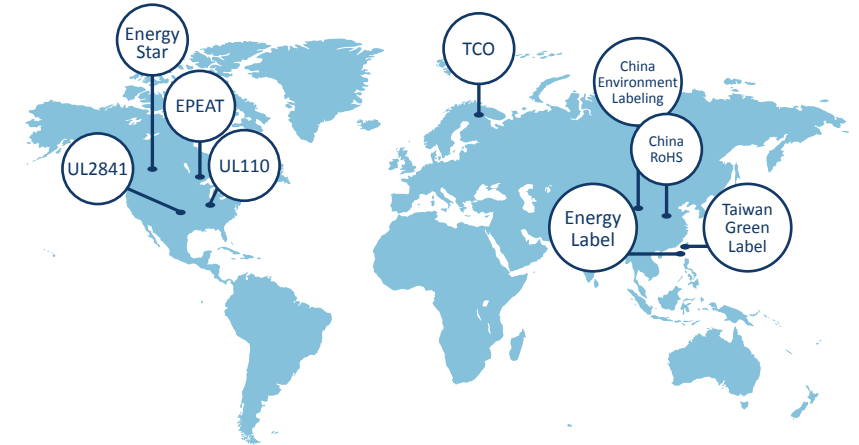 Energy
Star
EPEAT
UL2841
UL110
TCO
China
Environment
Labeling
China
RoHS
Energy
Label
Taiwan
Green
Label